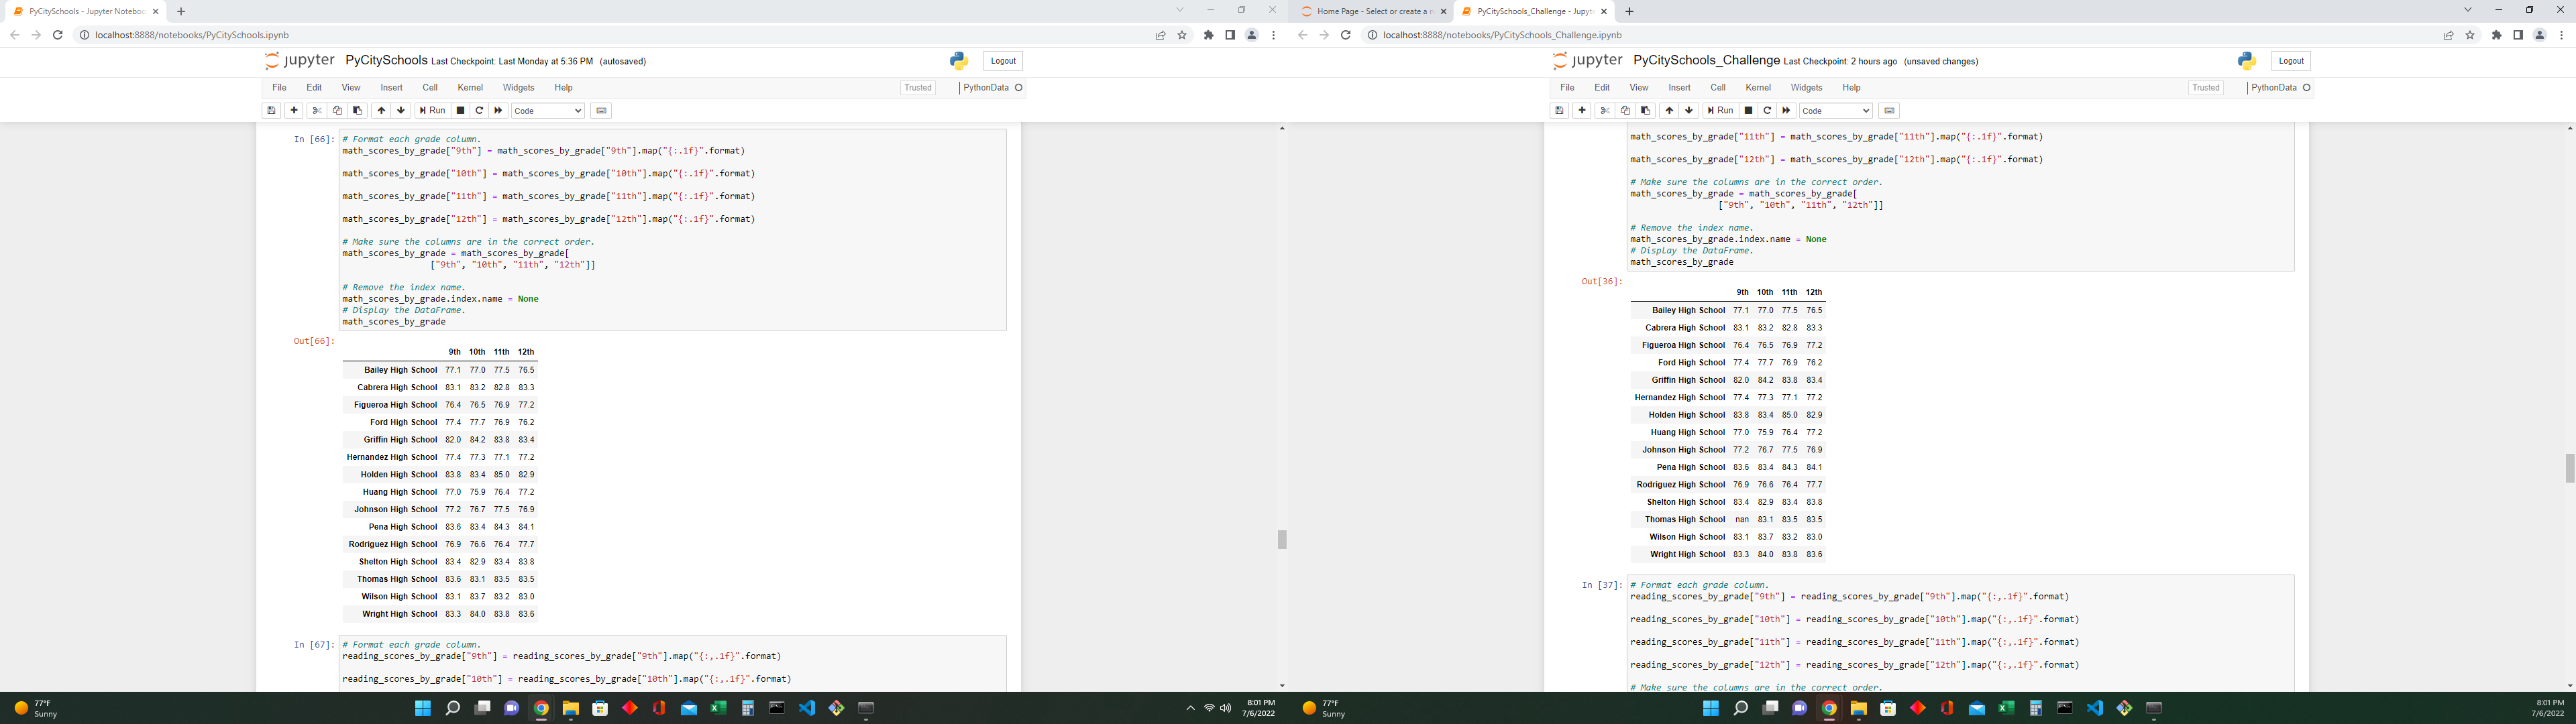 PyCitySchools - Jupyter Noteboo
localhost:8888/notebooks/PyCitySchools.ipynb
jupyter PyCitySchools Last Checkpoint: Last Monday at 5:36 PM (autosaved)
Logout
File Edit View Insert Cell Kernel Widgets Help
Trusted
PythonData
Run
Code
In [66]:
# Format each grade column.
math_scores_by_grade["9th"] = math_scores_by_grade["9th"].map("{:.1f}".format)
math_scores_by_grade["10th"] = math_scores_by_grade["10th"].map("{:.1f}".format)
math_scores_by_grade["11th"] = math_scores_by_grade["11th"].map("{:.1f}".format)
math_scores_by_grade["12th"] = math_scores_by_grade["12th"].map("{:.1f}".format)
# Make sure the columns are in the correct order.
math_scores_by_grade = math_scores_by_grade[
["9th", "10th", "11th", "12th"]]
# Remove the index name.
math_scores_by_grade.index.name = None
# Display the DataFrame.
math_scores_by_grade
Out[66]:
9th 10th 11th 12th
Bailey High School 77.1 77.0 77.5 76.5
Cabrera High School 83.1 83.2 82.8 83.3
Figueroa High School 76.4 76.5 76.9 77.2
Ford High School 77.4 77.7 76.9 76.2
Griffin High School 82.0 84.2 83.8 83.4
Hernandez High School 77.4 77.3 77.1 77.2
Holden High School 83.8 83.4 85.0 82.9
Huang High School 77.0 75.9 76.4 77.2
Johnson High School 77.2 76.7 77.5 76.9
Pena High School 83.6 83.4 84.3 84.1
Rodriguez High School 76.9 76.6 76.4 77.7
Shelton High School 83.4 82.9 83.4 83.8
Thomas High School 83.6 83.1 83.5 83.5
Wilson High School 83.1 83.7 83.2 83.0
Wright High School 83.3 84.0 83.8 83.6
In [67]:
# Format each grade column.
reading_scores_by_grade["9th"] = reading_scores_by_grade["9th"].map("{:,.1f}".format)
reading_scores_by_grade["10th"] = reading_scores_by_grade["10th"].map("{:,.1f}".format)
77°F
Sunny
8:01 PM
7/6/2022
Home Page - Select or create a n
PyCitySchools_Challenge - Jupyt
localhost:8888/notebooks/PyCitySchools_Challenge.ipynb
jupyter PyCitySchools_Challenge Last Checkpoint: 2 hours ago (unsaved changes)
Logout
File Edit View Insert Cell Kernel Widgets Help
Trusted
PythonData
Run
Code
math_scores_by_grade["11th"] = math_scores_by_grade["11th"].map("{:.1f}".format)
math_scores_by_grade["12th"] = math_scores_by_grade["12th"].map("{:.1f}".format)
# Make sure the columns are in the correct order.
math_scores_by_grade = math_scores_by_grade[
["9th", "10th", "11th", "12th"]]
# Remove the index name.
math_scores_by_grade.index.name = None
# Display the DataFrame.
math_scores_by_grade
Out[36]:
9th 10th 11th 12th
Bailey High School 77.1 77.0 77.5 76.5
Cabrera High School 83.1 83.2 82.8 83.3
Figueroa High School 76.4 76.5 76.9 77.2
Ford High School 77.4 77.7 76.9 76.2
Griffin High School 82.0 84.2 83.8 83.4
Hernandez High School 77.4 77.3 77.1 77.2
Holden High School 83.8 83.4 85.0 82.9
Huang High School 77.0 75.9 76.4 77.2
Johnson High School 77.2 76.7 77.5 76.9
Pena High School 83.6 83.4 84.3 84.1
Rodriguez High School 76.9 76.6 76.4 77.7
Shelton High School 83.4 82.9 83.4 83.8
Thomas High School nan 83.1 83.5 83.5
Wilson High School 83.1 83.7 83.2 83.0
Wright High School 83.3 84.0 83.8 83.6
In [37]:
# Format each grade column.
reading_scores_by_grade["9th"] = reading_scores_by_grade["9th"].map("{:,.1f}".format)
reading_scores_by_grade["10th"] = reading_scores_by_grade["10th"].map("{:,.1f}".format)
reading_scores_by_grade["11th"] = reading_scores_by_grade["11th"].map("{:,.1f}".format)
reading_scores_by_grade["12th"] = reading_scores_by_grade["12th"].map("{:,.1f}".format)
# Make sure the columns are in the correct order.
77°F
Sunny
8:01 PM
7/6/2022